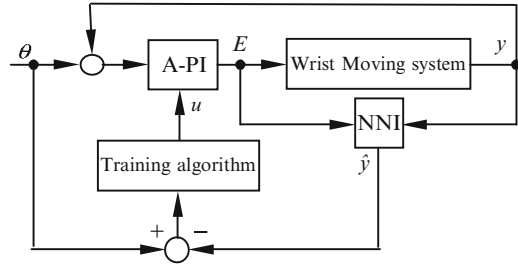 θ
A-PI
E
Wrist Moving system
y
u
NNI
Training algorithm
ŷ
+
−